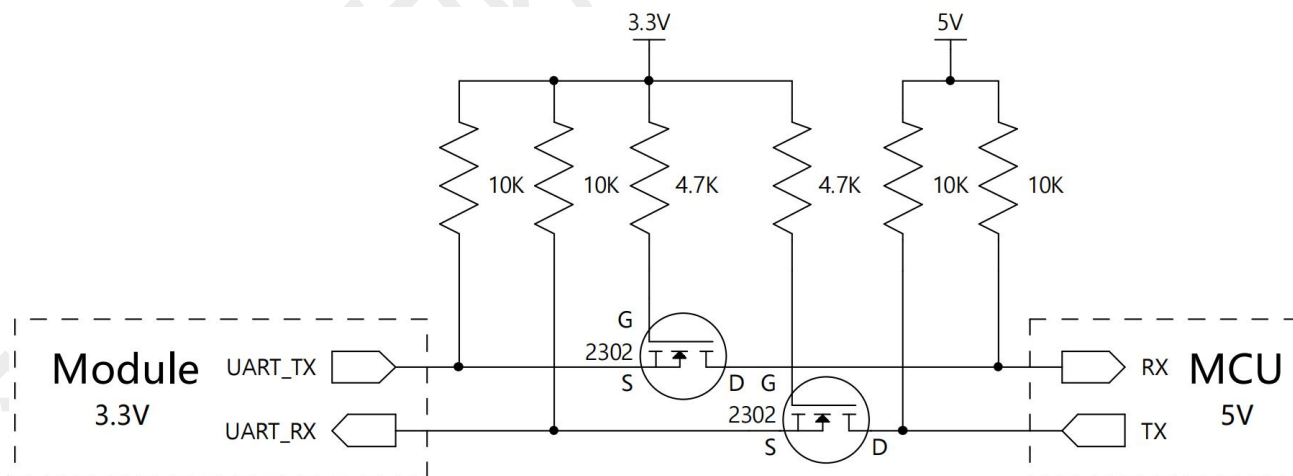 3.3V 5V
10K 10K 4.7K 4.7K 10K 10K
G
2302
S D G
Module UART_TX RX MCU
3.3V 2302 5V
UART_RX TX
S D